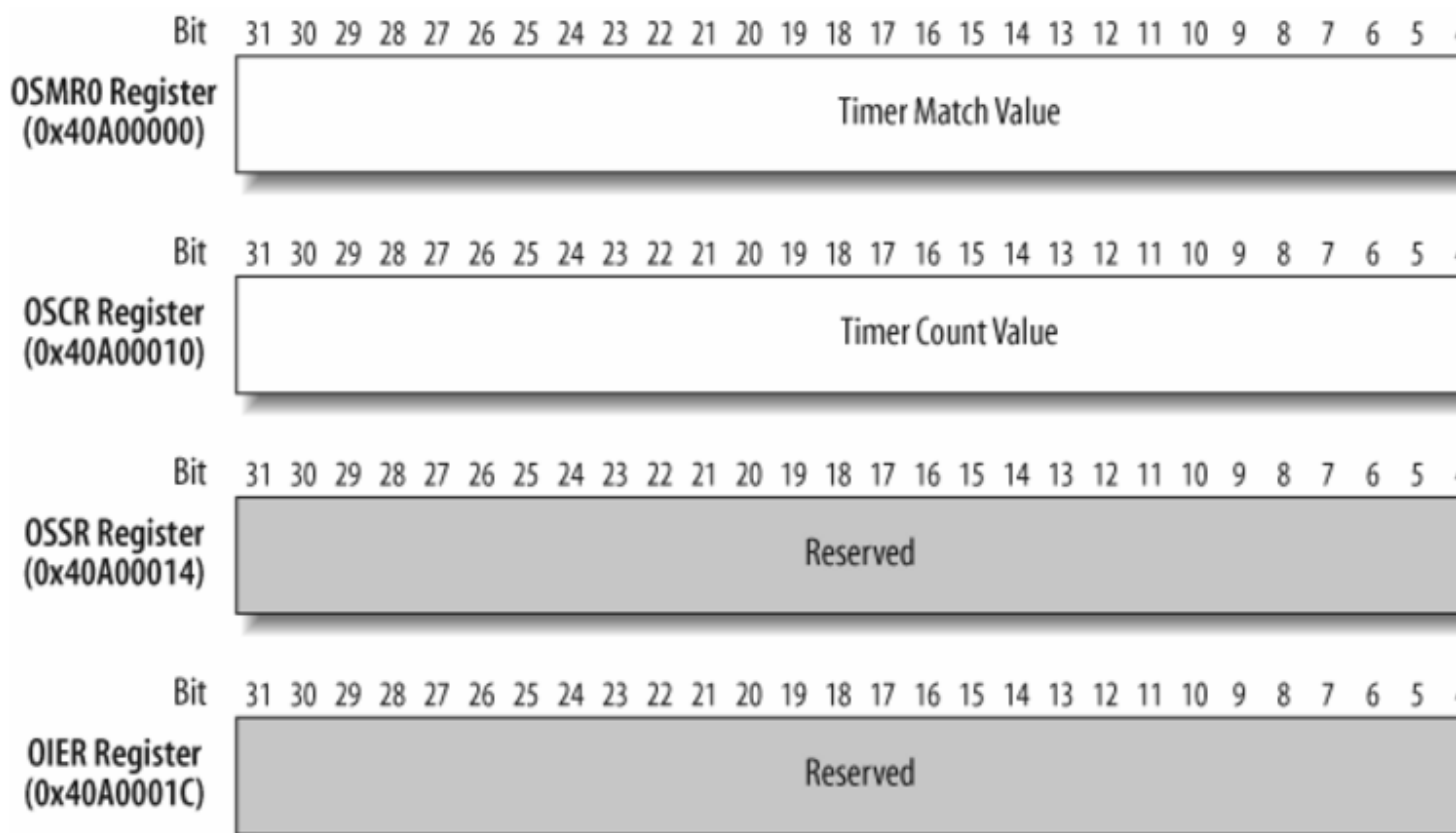 Bit 31 30 29 28 27 26 25 24 23 22 21 20 19 18 17 16 15 14 13 12 11 10 9 8 7 6 5
OSMR0 Register
(0x40A00000)
Timer Match Value
Bit 31 30 29 28 27 26 25 24 23 22 21 20 19 18 17 16 15 14 13 12 11 10 9 8 7 6 5
OSCR Register
(0x40A00010)
Timer Count Value
Bit 31 30 29 28 27 26 25 24 23 22 21 20 19 18 17 16 15 14 13 12 11 10 9 8 7 6 5
OSSR Register
(0x40A00014)
Reserved
Bit 31 30 29 28 27 26 25 24 23 22 21 20 19 18 17 16 15 14 13 12 11 10 9 8 7 6 5
OIER Register
(0x40A0001C)
Reserved